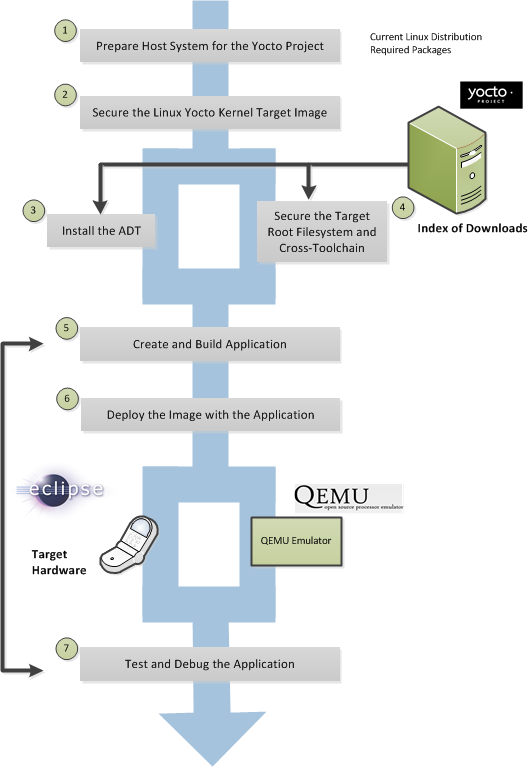 1
Prepare Host System for the Yocto Project
Current Linux Distribution
Required Packages
2
Secure the Linux Yocto Kernel Target Image
yocto ·
PROJECT
3
Install the ADT
Secure the Target
Root Filesystem and
Cross-Toolchain
4
Index of Downloads
5
Create and Build Application
6
Deploy the Image with the Application
eclipse
QEMU
open source processor emulator
Target
Hardware
QEMU Emulator
7
Test and Debug the Application